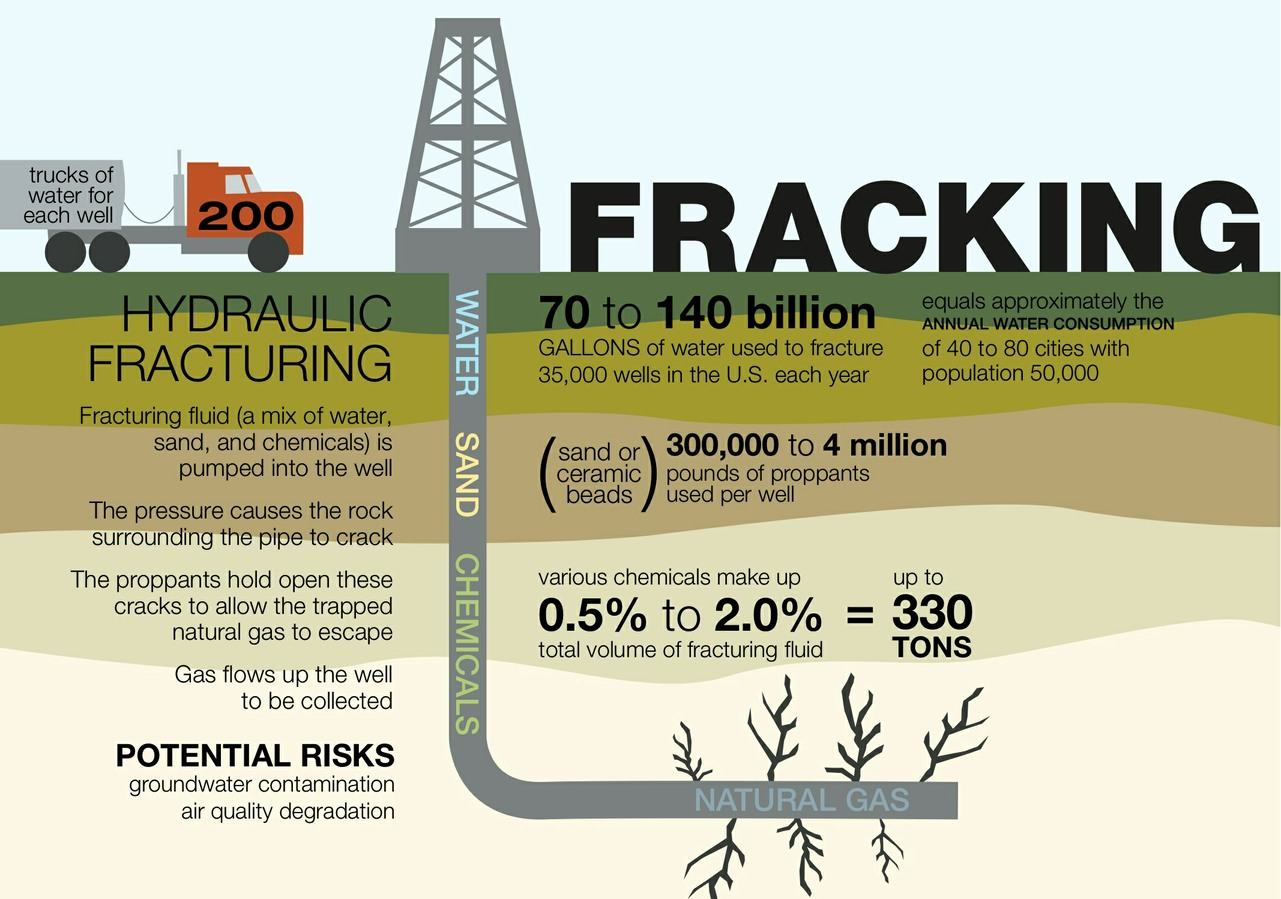 trucks of
water for
each well
200
FRACKING
HYDRAULIC
FRACTURING
Fracturing fluid (a mix of water,
sand, and chemicals) is
pumped into the well
The pressure causes the rock
surrounding the pipe to crack
The proppants hold open these
cracks to allow the trapped
natural gas to escape
Gas flows up the well
to be collected
POTENTIAL RISKS
groundwater contamination
air quality degradation
WATER
SAND
CHEMICALS
70 to 140 billion
GALLONS of water used to fracture
35,000 wells in the U.S. each year
equals approximately the
ANNUAL WATER CONSUMPTION
of 40 to 80 cities with
population 50,000
(sand or
ceramic
beads)
300,000 to 4 million
pounds of proppants
used per well
various chemicals make up
0.5% to 2.0%
total volume of fracturing fluid
=
up to
330
TONS
NATURAL GAS